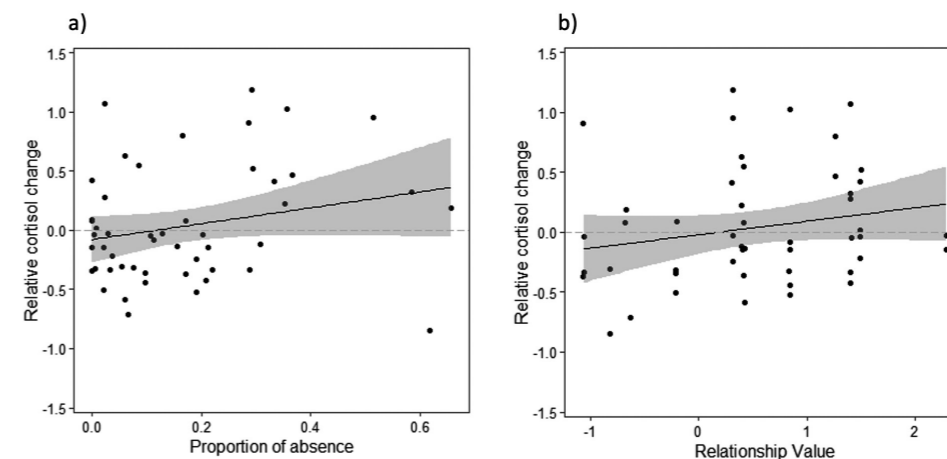 a)
1.5
1.0
0.5
0.0
-0.5
-1.0
-1.5
Relative cortisol change
0.0 0.2 0.4 0.6
Proportion of absence
b)
1.5
1.0
0.5
0.0
-0.5
-1.0
-1.5
Relative cortisol change
-1 0 1 2
Relationship Value